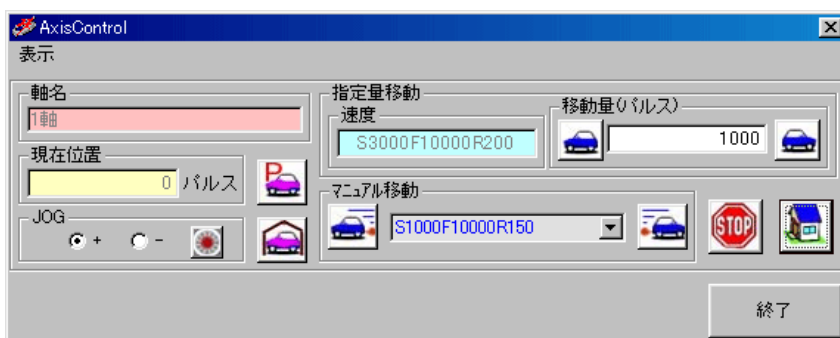 AxisControl
表示
軸名
1軸
現在位置
0 パルス
P
JOG
+ -
指定量移動
速度
S3000F10000R200
移動量(パルス)
1000
マニュアル移動
S1000F10000R150
STOP
終了